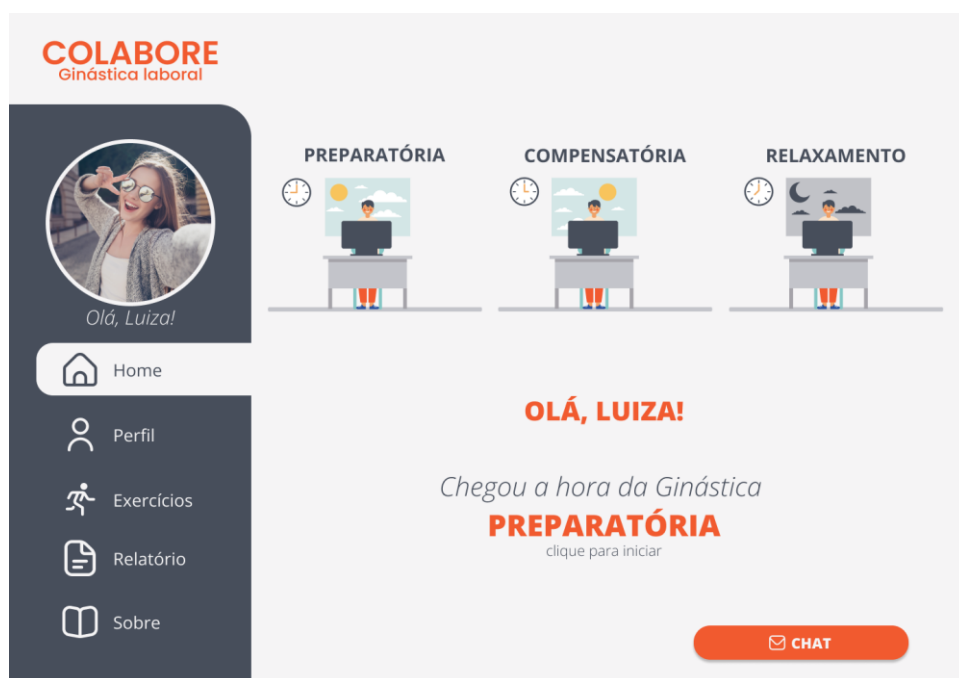 COLABORE
Ginástica laboral
Olá, Luiza!
Home
Perfil
Exercícios
Relatório
Sobre
PREPARATÓRIA
COMPENSATÓRIA
RELAXAMENTO
OLÁ, LUIZA!
Chegou a hora da Ginástica
PREPARATÓRIA
clique para iniciar
CHAT